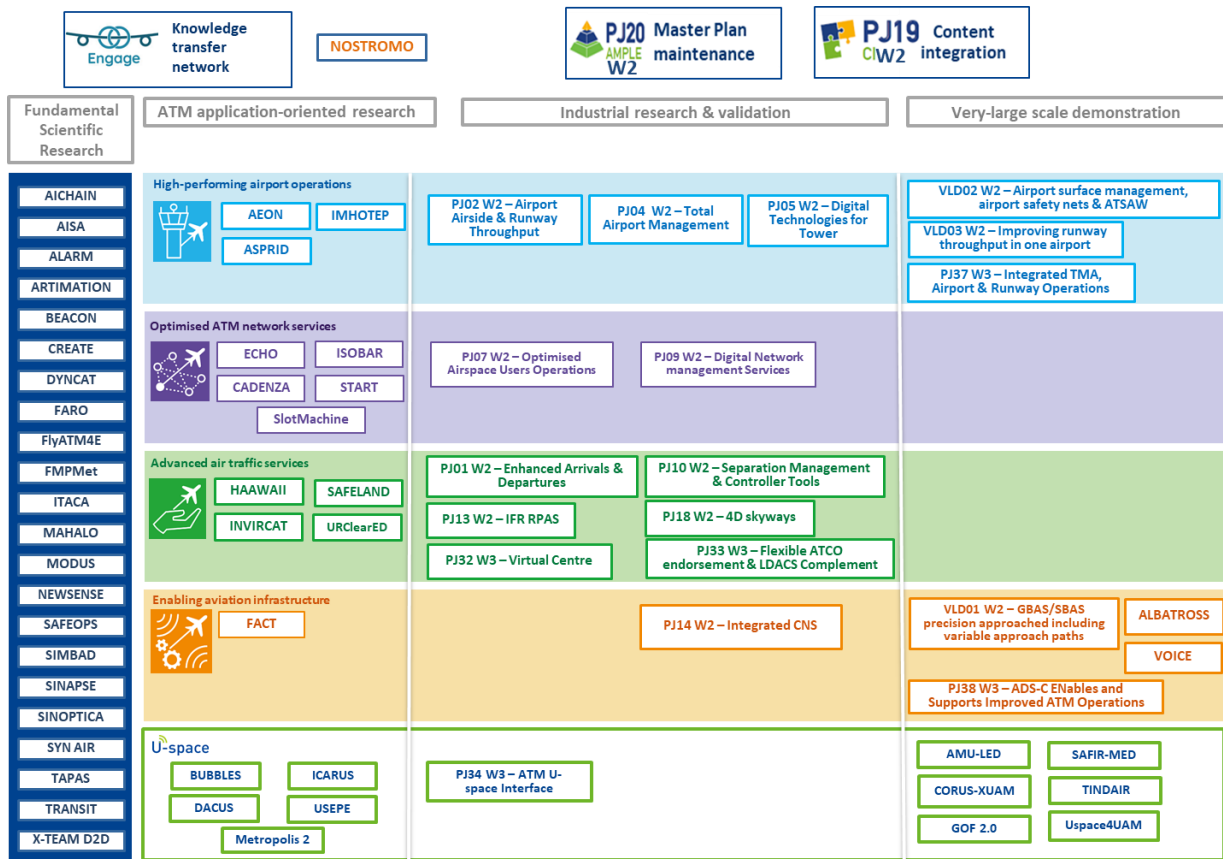 Engage
Knowledge
transfer
network
NOSTROMO
PJ20
AMPLE
W2
Master Plan
maintenance
PJ19
CI W2
Content
integration
Fundamental
Scientific
Research
ATM application-oriented research
Industrial research & validation
Very-large scale demonstration
AICHAIN
AISA
ALARM
ARTIMATION
BEACON
CREATE
DYNCAT
FARO
FlyATM4E
FMPMet
ITACA
MAHALO
MODUS
NEWSENSE
SAFEOPS
SIMBAD
SINAPSE
SINOPTICA
SYN AIR
TAPAS
TRANSIT
X-TEAM D2D
High-performing airport operations
AEON
IMHOTEP
ASPRID
PJ02 W2 – Airport
Airside & Runway
Throughput
PJ04 W2 – Total
Airport Management
PJ05 W2 – Digital
Technologies for
Tower
VLD02 W2 – Airport surface management,
airport safety nets & ATSAW
VLD03 W2 – Improving runway
throughput in one airport
PJ37 W3 – Integrated TMA,
Airport & Runway Operations
Optimised ATM network services
ECHO
ISOBAR
CADENZA
START
SlotMachine
PJ07 W2 – Optimised
Airspace Users Operations
PJ09 W2 – Digital Network
management Services
Advanced air traffic services
HAAWAII
SAFELAND
INVIRCAT
URClearED
PJ01 W2 – Enhanced Arrivals &
Departures
PJ10 W2 – Separation Management
& Controller Tools
PJ13 W2 – IFR RPAS
PJ18 W2 – 4D skyways
PJ32 W3 – Virtual Centre
PJ33 W3 – Flexible ATCO
endorsement & LDACS Complement
Enabling aviation infrastructure
FACT
PJ14 W2 – Integrated CNS
VLD01 W2 – GBAS/SBAS
precision approached including
variable approach paths
ALBATROSS
VOICE
PJ38 W3 – ADS-C ENables and
Supports Improved ATM Operations
U-space
BUBBLES
ICARUS
DACUS
USEPE
Metropolis 2
PJ34 W3 – ATM U-
space Interface
AMU-LED
SAFIR-MED
CORUS-XUAM
TINDAIR
GOF 2.0
Uspace4UAM